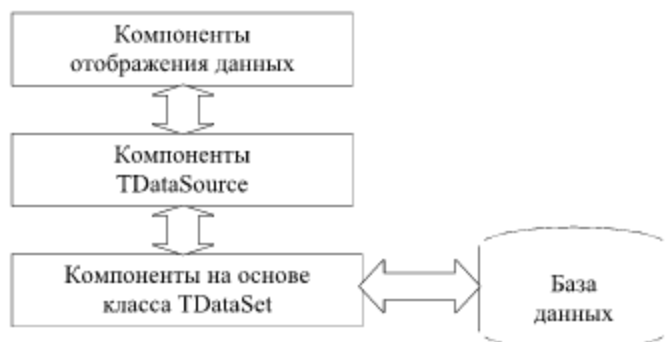 Компоненты
отображения данных
Компоненты
TDataSource
Компоненты на основе
класса TDataSet
База
данных